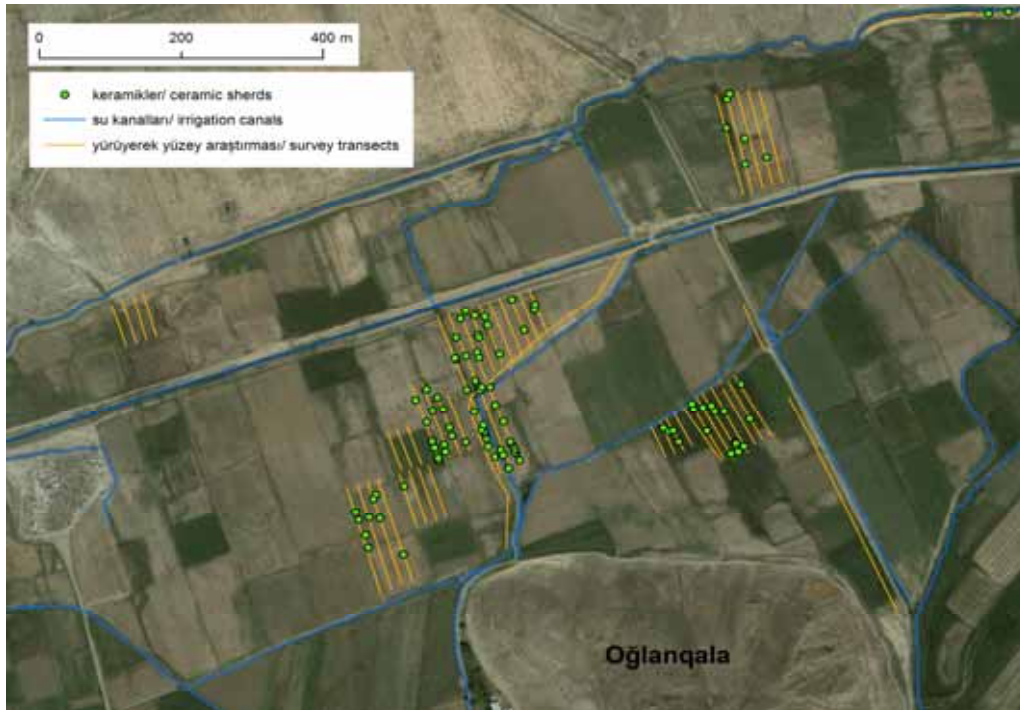 0 200 400 m
keramikler/ ceramic sherds
su kanalları/ irrigation canals
yürüyerek yüzey araştırması/ survey transects
Oğlanqala